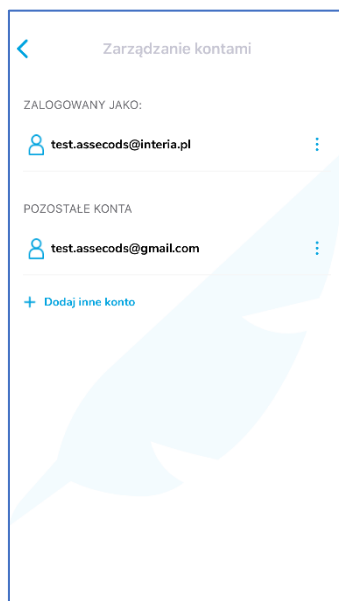 Zarządzanie kontami
ZALOGOWANY JAKO:
test.assecods@interia.pl
POZOSTAŁE KONTA
test.assecods@gmail.com
+ Dodaj inne konto